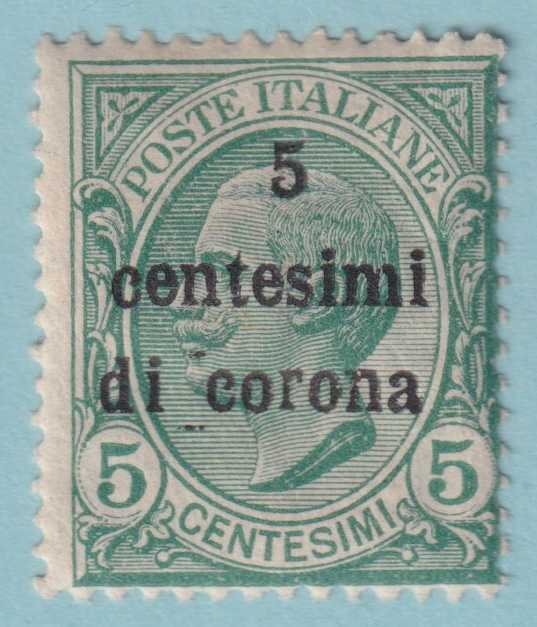 POSTE ITALIANE
5
centesimi
di corona
5 5
CENTESIMI